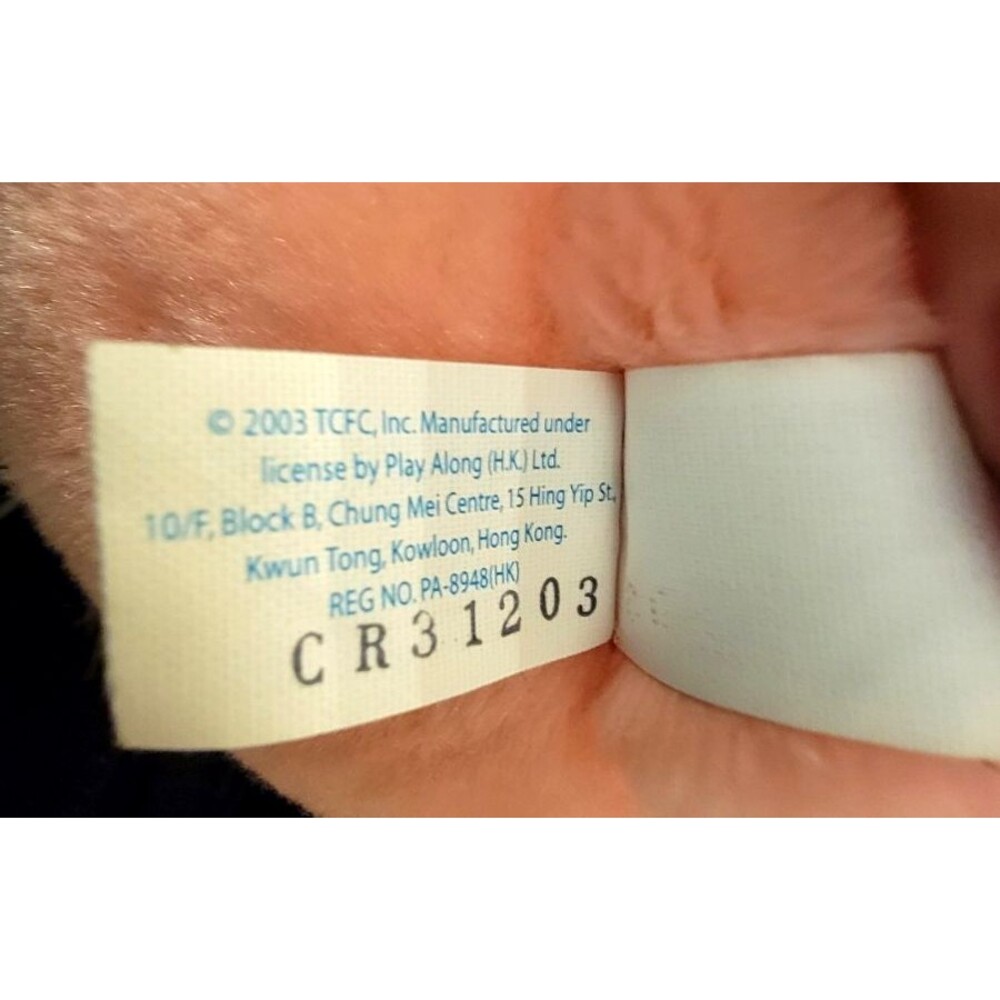 © 2003 TCFC, Inc. Manufactured under
license by Play Along (H.K.) Ltd.
10/F, Block B, Chung Mei Centre, 15 Hing Yip St.,
Kwun Tong, Kowloon, Hong Kong.
REG NO. PA-8948(HK)
CR31203